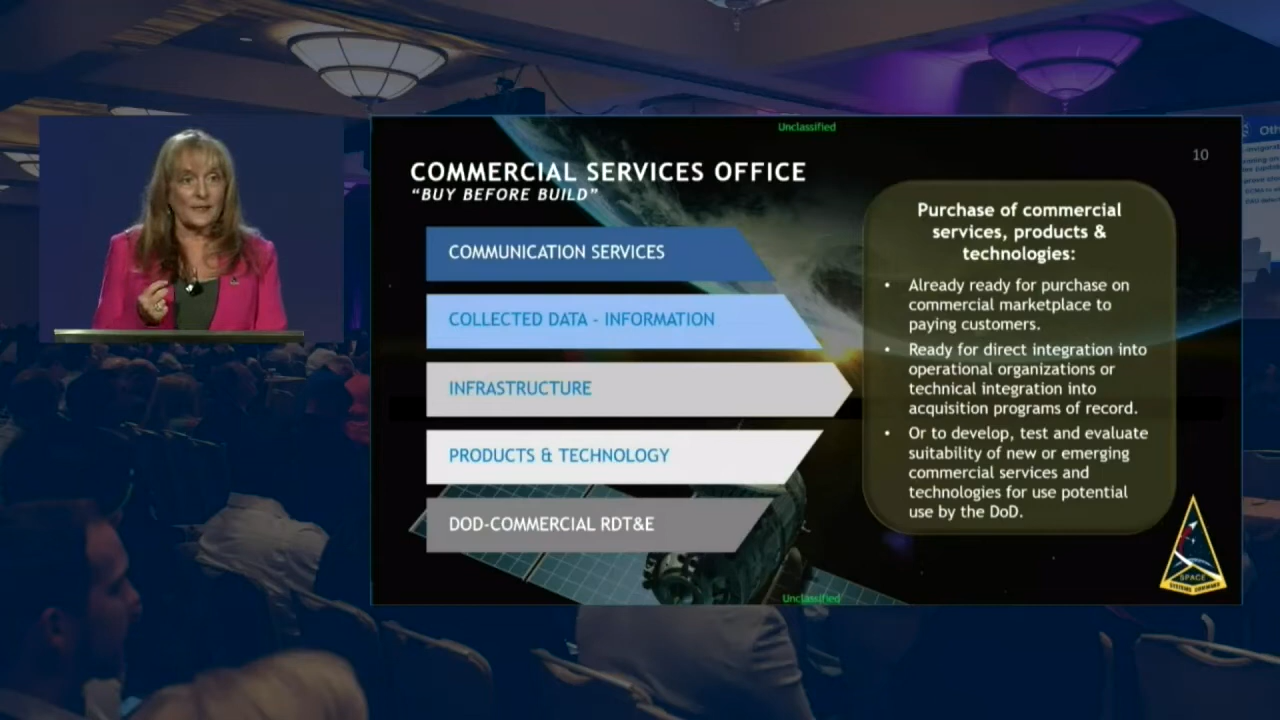 Unclassified
10
COMMERCIAL SERVICES OFFICE
“BUY BEFORE BUILD”
COMMUNICATION SERVICES
COLLECTED DATA - INFORMATION
INFRASTRUCTURE
PRODUCTS & TECHNOLOGY
DOD-COMMERCIAL RDT&E
Purchase of commercial
services, products &
technologies:
• Already ready for purchase on
commercial marketplace to
paying customers.
• Ready for direct integration into
operational organizations or
technical integration into
acquisition programs of record.
• Or to develop, test and evaluate
suitability of new or emerging
commercial services and
technologies for use potential
use by the DoD.
SPACE
SYSTEMS COMMAND
Unclassified